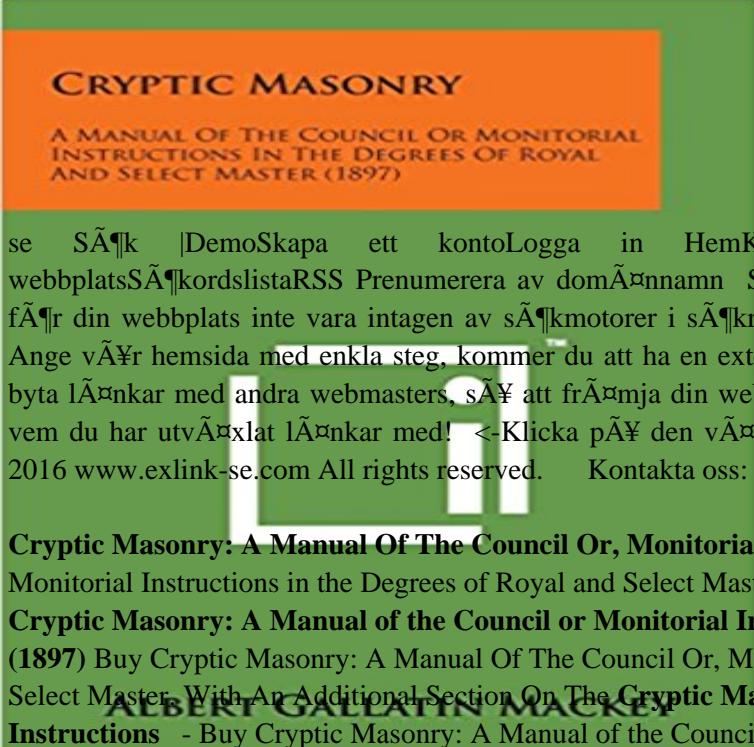 CRYPTIC MASONRY
A MANUAL OF THE COUNCIL OR MONITORIAL
INSTRUCTIONS IN THE DEGREES OF ROYAL
AND SELECT MASTER (1897)
se SÃ¶k |DemoSkapa ett kontoLogga in HemK
webbplatsSÃ¶kordslistaRSS Prenumerera av domÃ¤nnamn S
fÃ¶r din webbplats inte vara intagen av sÃ¶kmotorer i sÃ¶kr
Ange vÃ¥r hemsida med enkla steg, kommer du att ha en ext
byta lÃ¤nkar med andra webmasters, sÃ¥ att frÃ¤mja din we
vem du har utvÃ¤xlat lÃ¤nkar med! <-Klicka pÃ¥ den vÃ¤
2016 www.exlink-se.com All rights reserved. Kontakta oss:
Cryptic Masonry: A Manual Of The Council Or, Monitoria
Monitorial Instructions in the Degrees of Royal and Select Mas
Cryptic Masonry: A Manual of the Council or Monitorial In
(1897) Buy Cryptic Masonry: A Manual Of The Council Or, M
Select Master, With An Additional Section On The Cryptic Ma
ALBERT GALLATIN MACKEY
Instructions - Buy Cryptic Masonry: A Manual of the Counci